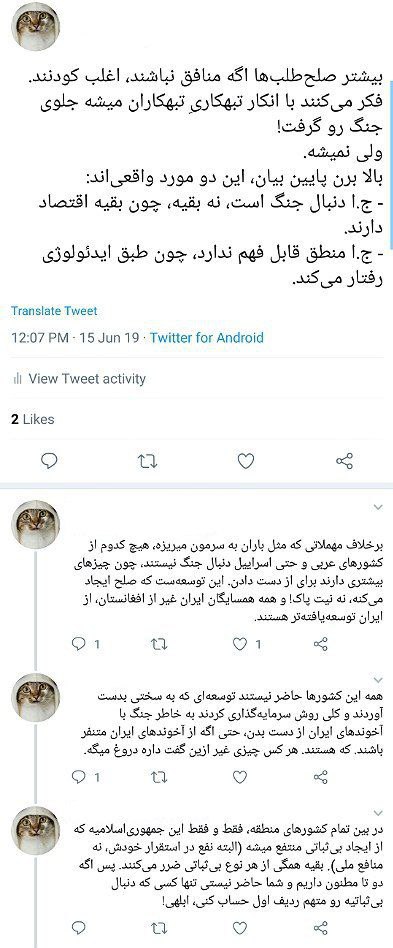 بیشتر صلح‌طلب‌ها اگه منافق نباشند، اغلب کودنند.
فکر می‌کنند با انکار تبهکاریِ تبهکاران میشه جلوی
جنگ رو گرفت!
ولی نمیشه.
بالا برن پایین بیان، این دو مورد واقعی‌اند:
- ج.ا دنبال جنگ است، نه بقیه، چون بقیه اقتصاد
دارند.
- ج.ا منطق قابل فهم ندارد، چون طبق ایدئولوژی
رفتار می‌کند.
Translate Tweet
12:07 PM · 15 Jun 19 · Twitter for Android
View Tweet activity
2 Likes
برخلاف مهملاتی که مثل باران به سرمون میریزه، هیچ کدوم از
کشورهای عربی و حتی اسراییل دنبال جنگ نیستند، چون چیزهای
بیشتری دارند برای از دست دادن. این توسعه‌ست که صلح ایجاد
می‌کنه، نه نیت پاک! و همه همسایگان ایران غیر از افغانستان، از
ایران توسعه‌یافته‌تر هستند.
1
1
همه این کشورها حاضر نیستند توسعه‌ای که به سختی بدست
آوردند و کلی روش سرمایه‌گذاری کردند به خاطر جنگ با
آخوندهای ایران از دست بدن، حتی اگه از آخوندهای ایران متنفر
باشند. که هستند. هر کس چیزی غیر ازین گفت داره دروغ میگه.
1
در بین تمام کشورهای منطقه، فقط و فقط این جمهوری‌اسلامیه که
از ایجاد بی‌ثباتی منتفع میشه (البته نفع در استقرار خودش، نه
منافع ملی). بقیه همگی از هر نوع بی‌ثباتی ضرر می‌کنند. پس اگه
دو تا مظنون داریم و شما حاضر نیستی تنها کسی که دنبال
بی‌ثباتیه رو متهم ردیف اول حساب کنی، ابلهی!